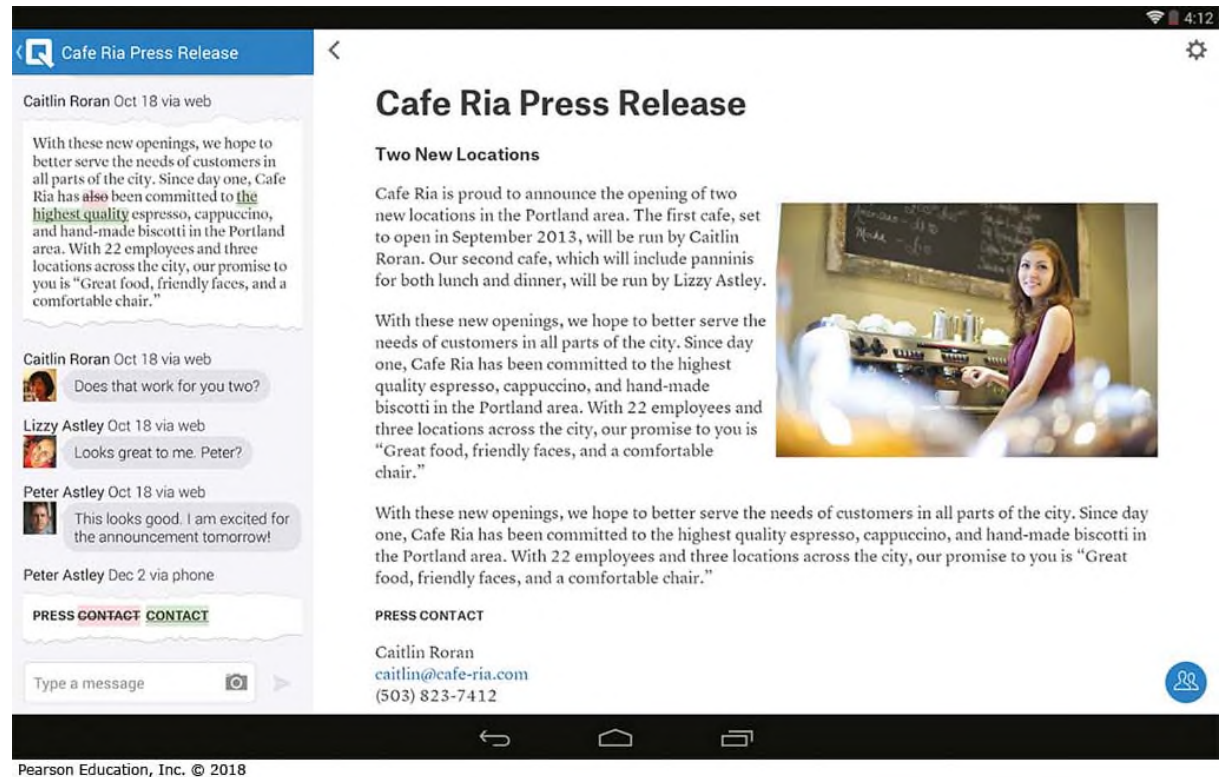 4:12
Cafe Ria Press Release
Caitlin Roran Oct 18 via web
With these new openings, we hope to
better serve the needs of customers in
all parts of the city. Since day one, Cafe
Ria has also been committed to the
highest quality espresso, cappuccino,
and hand-made biscotti in the Portland
area. With 22 employees and three
locations across the city, our promise to
you is “Great food, friendly faces, and a
comfortable chair.”
Caitlin Roran Oct 18 via web
Does that work for you two?
Lizzy Astley Oct 18 via web
Looks great to me. Peter?
Peter Astley Oct 18 via web
This looks good. I am excited for
the announcement tomorrow!
Peter Astley Dec 2 via phone
PRESS CONTACT CONTACT
Type a message
Cafe Ria Press Release
Two New Locations
Cafe Ria is proud to announce the opening of two
new locations in the Portland area. The first cafe, set
to open in September 2013, will be run by Caitlin
Roran. Our second cafe, which will include panninis
for both lunch and dinner, will be run by Lizzy Astley.
With these new openings, we hope to better serve the
needs of customers in all parts of the city. Since day
one, Cafe Ria has been committed to the highest
quality espresso, cappuccino, and hand-made
biscotti in the Portland area. With 22 employees and
three locations across the city, our promise to you is
“Great food, friendly faces, and a comfortable
chair.”
With these new openings, we hope to better serve the needs of customers in all parts of the city. Since day
one, Cafe Ria has been committed to the highest quality espresso, cappuccino, and hand-made biscotti in
the Portland area. With 22 employees and three locations across the city, our promise to you is “Great
food, friendly faces, and a comfortable chair.”
PRESS CONTACT
Caitlin Roran
caitlin@cafe-ria.com
(503) 823-7412
Pearson Education, Inc. © 2018